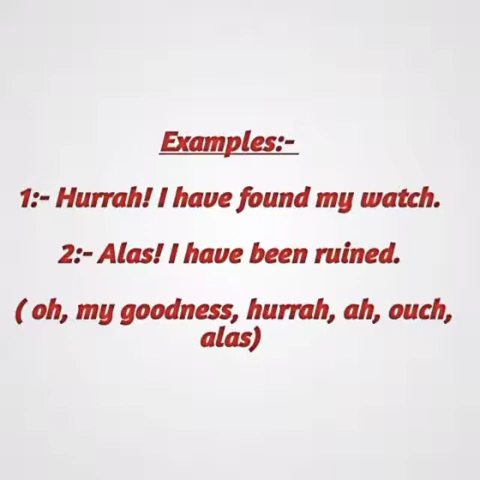 Examples:-
1:- Hurrah! I have found my watch.
2:- Alas! I have been ruined.
( oh, my goodness, hurrah, ah, ouch,
alas)